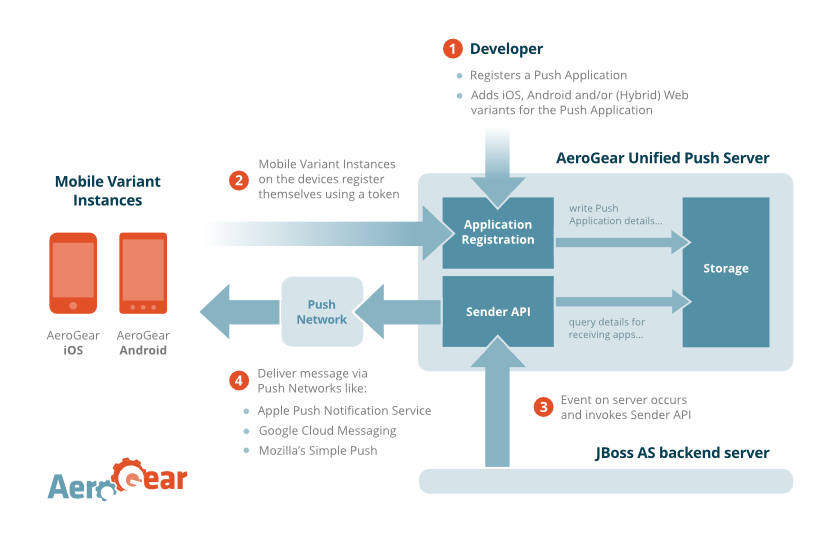 1 Developer
Registers a Push Application
Adds iOS, Android and/or (Hybrid) Web
variants for the Push Application
AeroGear Unified Push Server
2
Mobile Variant Instances
on the devices register
themselves using a token
Mobile Variant
Instances
Application
Registration
write Push
Application details...
Storage
Push
Network
Sender API
query details for
receiving apps...
AeroGear
iOS
AeroGear
Android
4
Deliver message via
Push Networks like:
Apple Push Notification Service
Google Cloud Messaging
Mozilla's Simple Push
3
Event on server occurs
and invokes Sender API
JBoss AS backend server
AeroGear